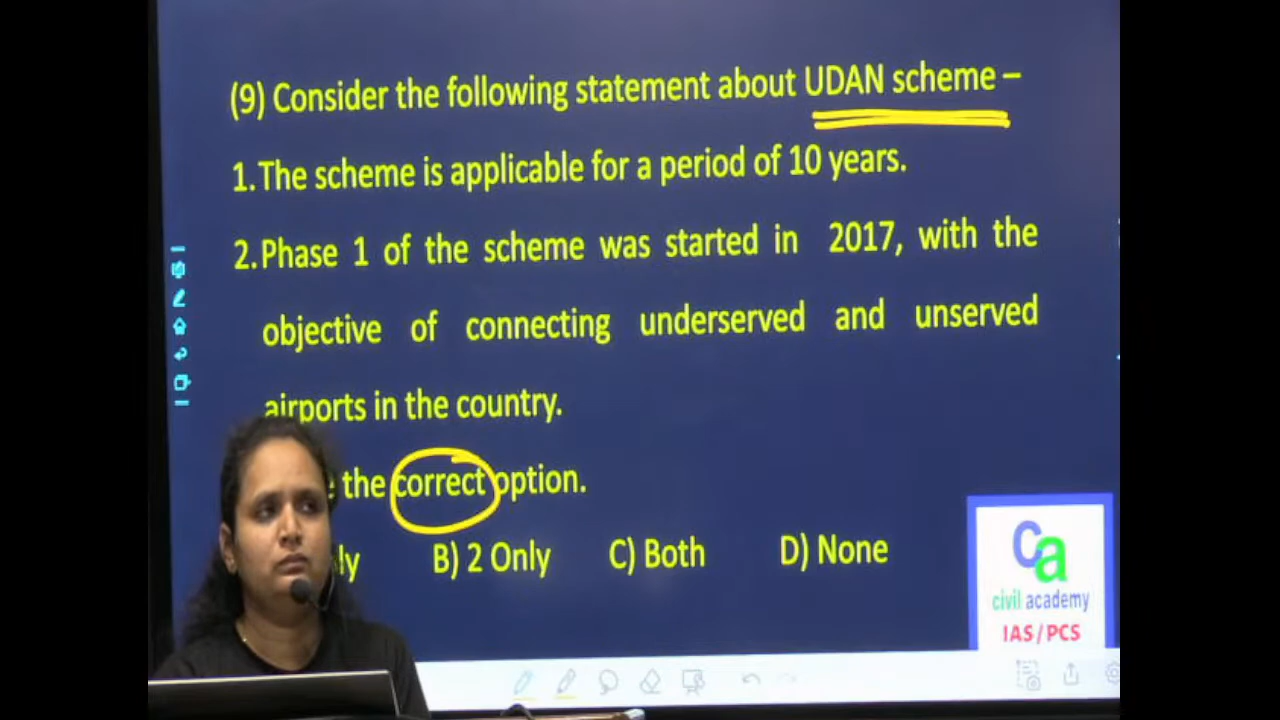 (9) Consider the following statement about UDAN scheme –
1. The scheme is applicable for a period of 10 years.
2. Phase 1 of the scheme was started in 2017, with the
objective of connecting underserved and unserved
airports in the country.
the correct option.
B) 2 Only C) Both D) None
Ca
civil academy
IAS/PCS